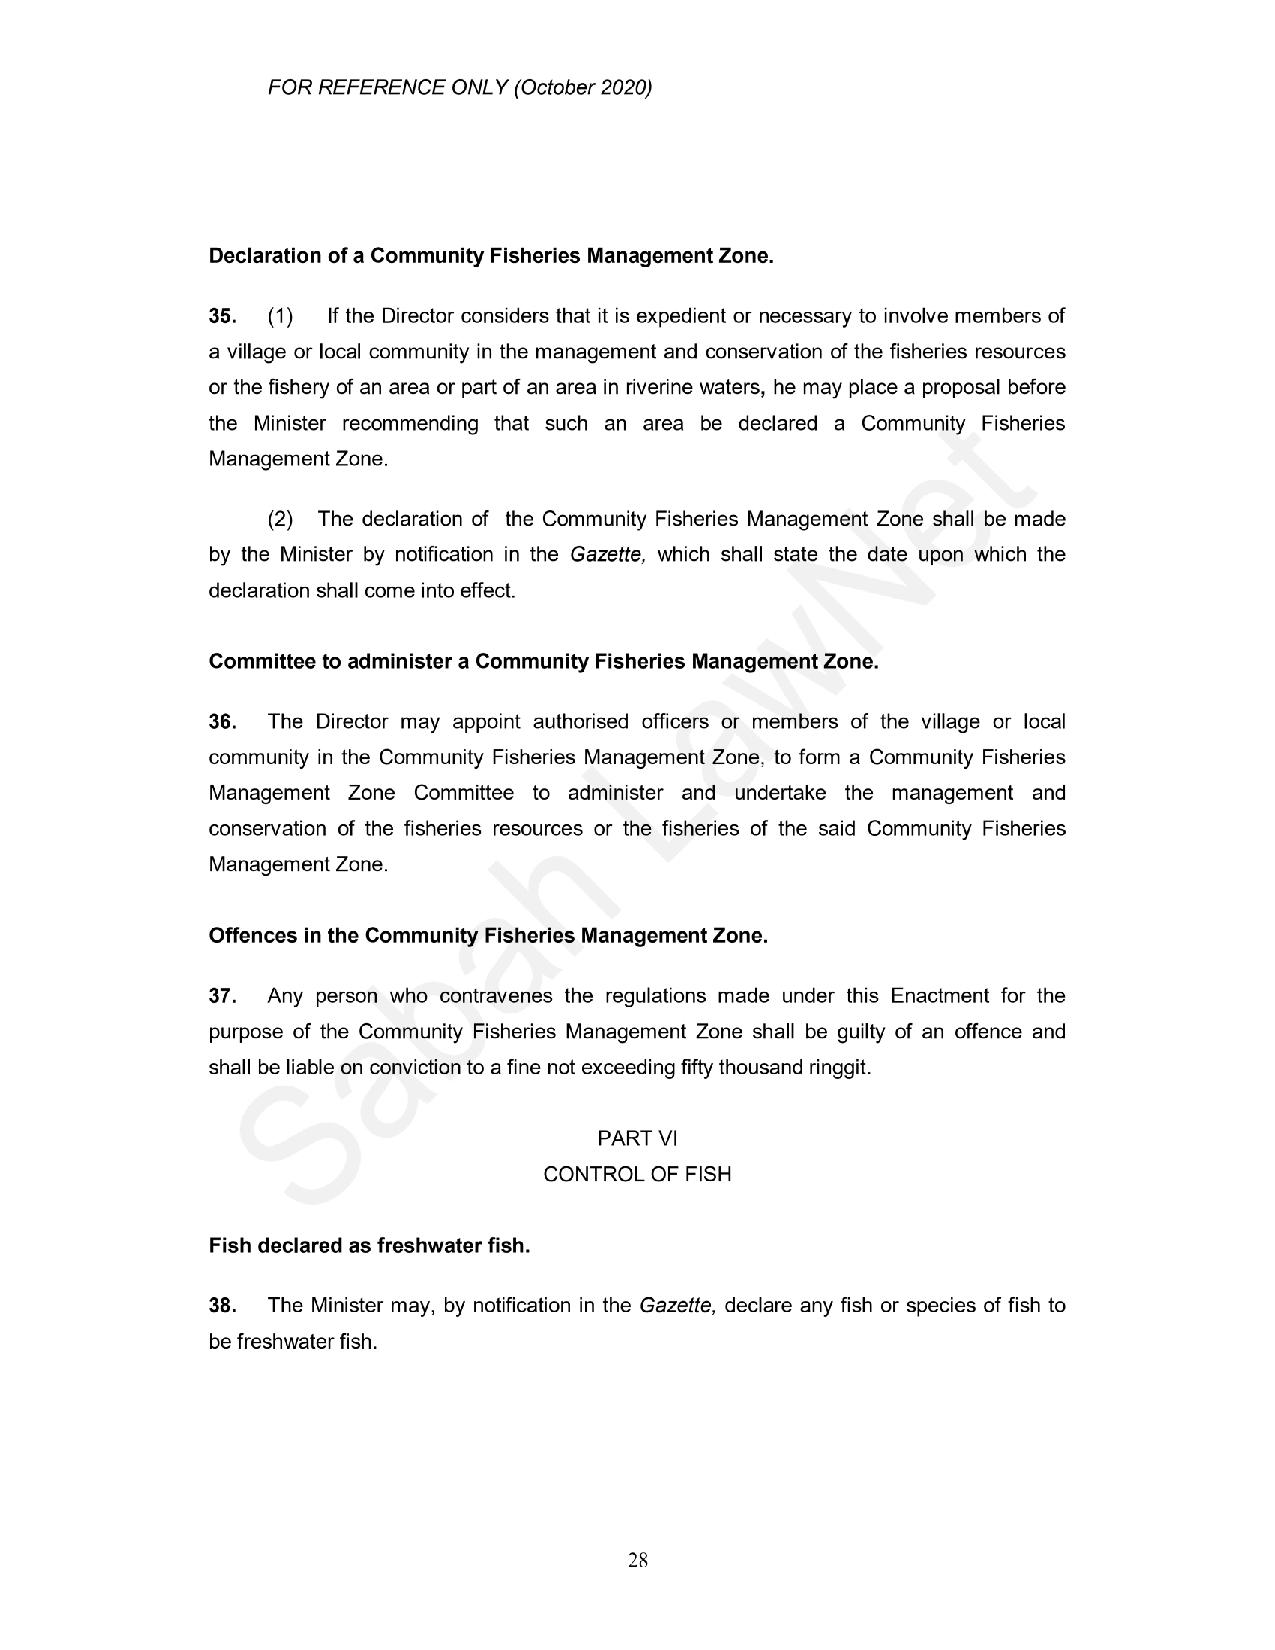 FOR REFERENCE ONLY (October 2020)
Declaration of a Community Fisheries Management Zone.
35. (1) If the Director considers that it is expedient or necessary to involve members of
a village or local community in the management and conservation of the fisheries resources
or the fishery of an area or part of an area in riverine waters, he may place a proposal before
the Minister recommending that such an area be declared a Community Fisheries
Management Zone.
(2) The declaration of the Community Fisheries Management Zone shall be made
by the Minister by notification in the Gazette, which shall state the date upon which the
declaration shall come into effect.
Committee to administer a Community Fisheries Management Zone.
36. The Director may appoint authorised officers or members of the village or local
community in the Community Fisheries Management Zone, to form a Community Fisheries
Management Zone Committee to administer and undertake the management and
conservation of the fisheries resources or the fisheries of the said Community Fisheries
Management Zone.
Offences in the Community Fisheries Management Zone.
37. Any person who contravenes the regulations made under this Enactment for the
purpose of the Community Fisheries Management Zone shall be guilty of an offence and
shall be liable on conviction to a fine not exceeding fifty thousand ringgit.
PART VI
CONTROL OF FISH
Fish declared as freshwater fish.
38. The Minister may, by notification in the Gazette, declare any fish or species of fish to
be freshwater fish.
28
Sabah LawNet